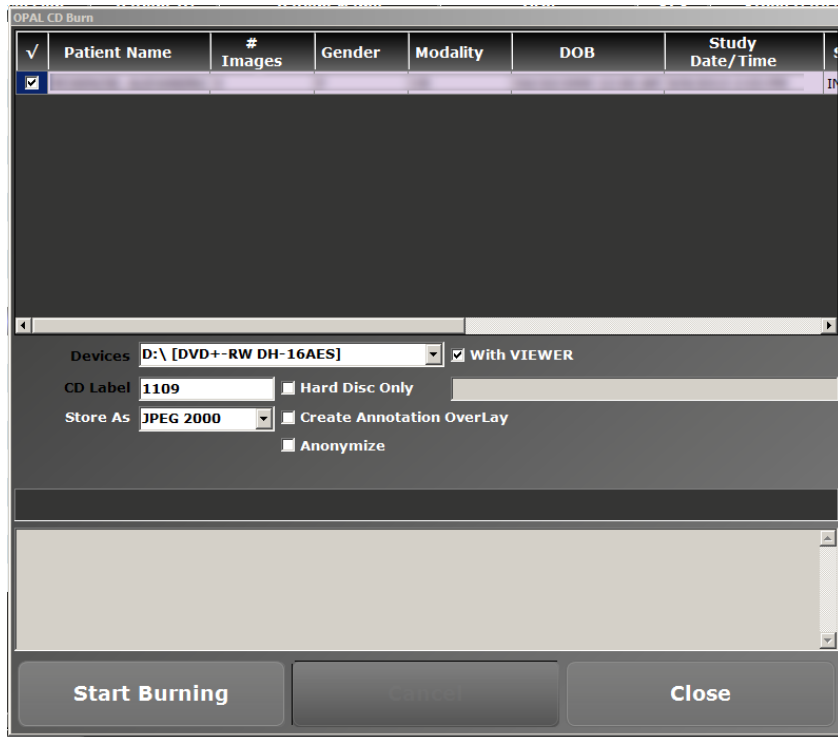 OPAL CD Burn
√ Patient Name # Images Gender Modality DOB Study Date/Time
IN
Devices D:\ [DVD+-RW DH-16AES] With VIEWER
CD Label 1109 Hard Disc Only
Store As JPEG 2000 Create Annotation OverLay
Anonymize
Start Burning Cancel Close